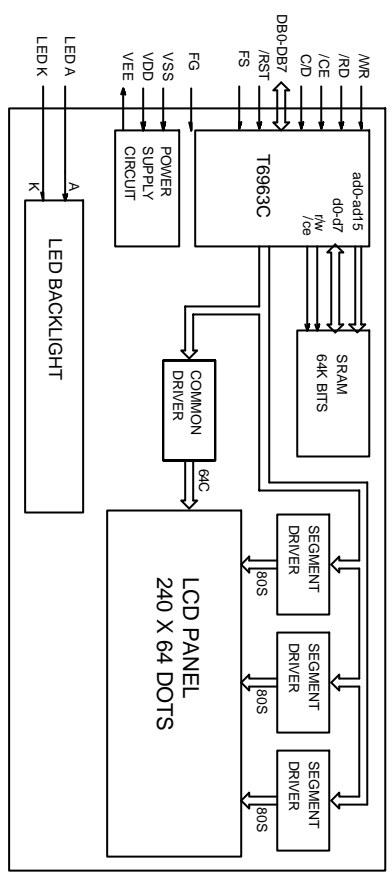 /WR
/RD
/CE
C/D
DB0-DB7
/RST
FS
FG
VSS
VDD
VEE
LED A
LED K
T6963C
ad0-ad15
d0-d7
r/w
/ce
SRAM
64K BITS
POWER
SUPPLY
CIRCUIT
COMMON
DRIVER
64C
SEGMENT
DRIVER
80S
SEGMENT
DRIVER
80S
SEGMENT
DRIVER
80S
LCD PANEL
240 X 64 DOTS
A
K
LED BACKLIGHT